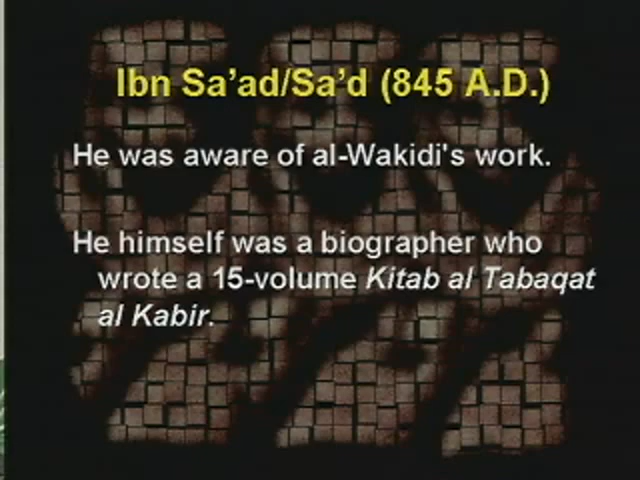 Ibn Sa'ad/Sa'd (845 A.D.)
He was aware of al-Wakidi's work.
He himself was a biographer who
wrote a 15-volume Kitab al Tabaqat
al Kabir.